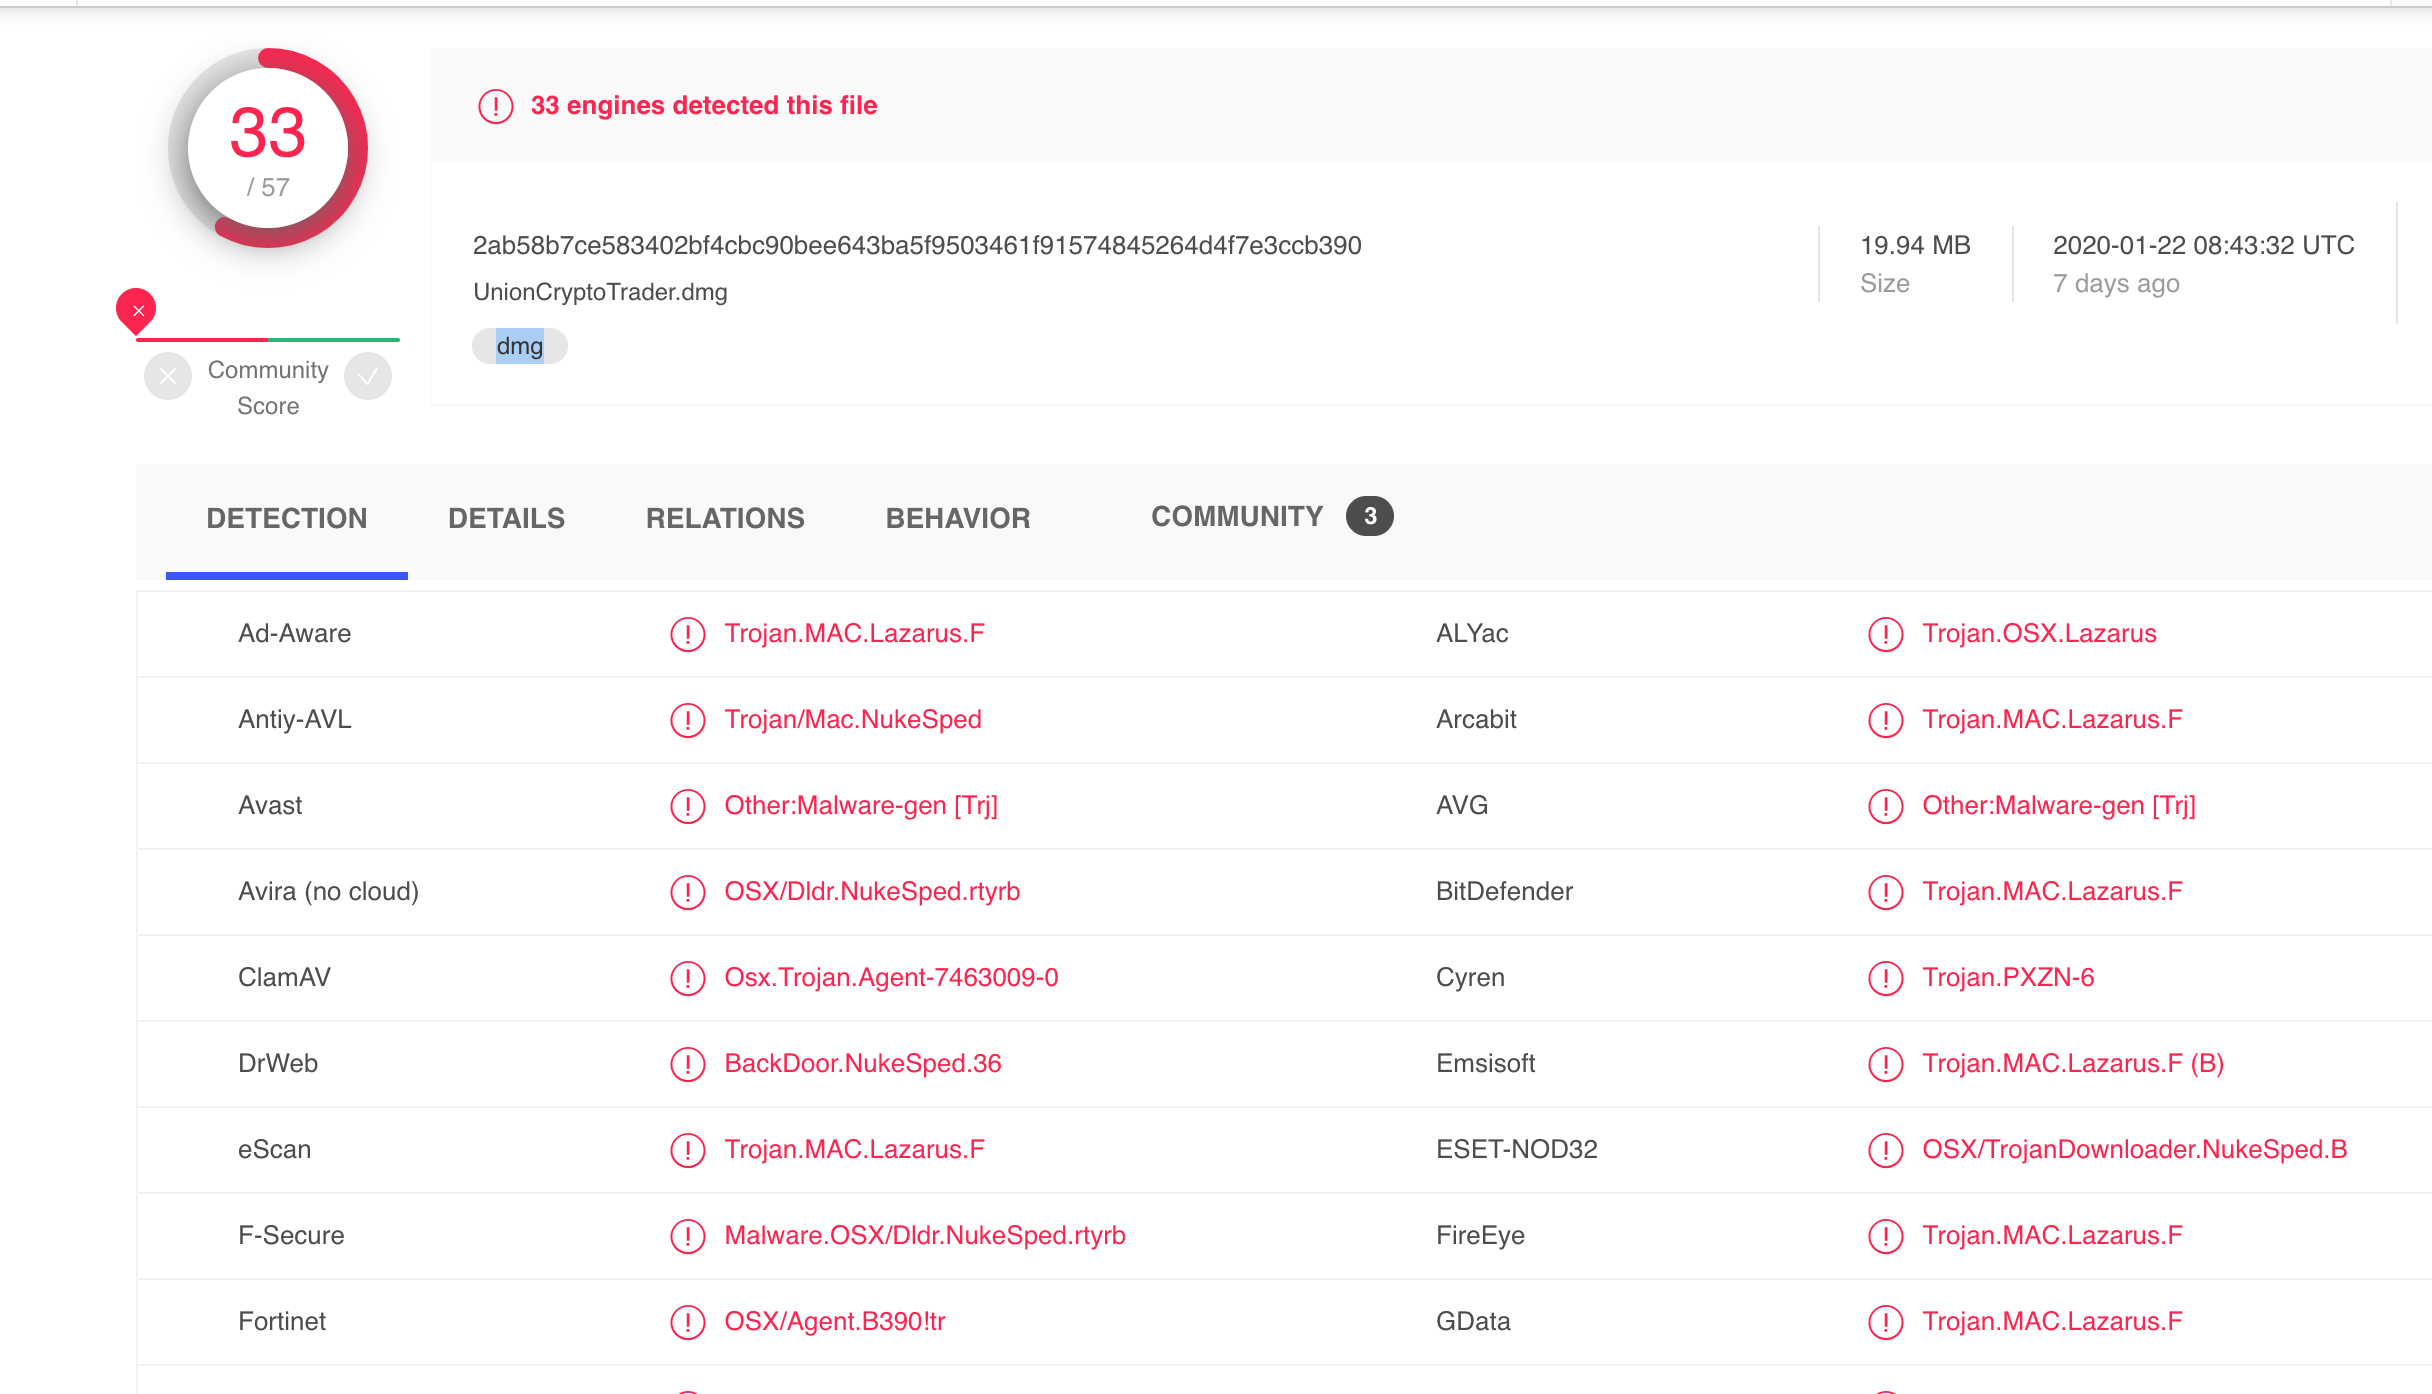 33
/ 57
Community
Score
33 engines detected this file
2ab58b7ce583402bf4cbc90bee643ba5f9503461f91574845264d4f7e3ccb390
UnionCryptoTrader.dmg
dmg
19.94 MB
Size
2020-01-22 08:43:32 UTC
7 days ago
DETECTION DETAILS RELATIONS BEHAVIOR COMMUNITY 3
Ad-Aware Trojan.MAC.Lazarus.F ALYac Trojan.OSX.Lazarus
Antiy-AVL Trojan/Mac.NukeSped Arcabit Trojan.MAC.Lazarus.F
Avast Other:Malware-gen [Trj] AVG Other:Malware-gen [Trj]
Avira (no cloud) OSX/Dldr.NukeSped.rtyrb BitDefender Trojan.MAC.Lazarus.F
ClamAV Osx.Trojan.Agent-7463009-0 Cyren Trojan.PXZN-6
DrWeb BackDoor.NukeSped.36 Emsisoft Trojan.MAC.Lazarus.F (B)
eScan Trojan.MAC.Lazarus.F ESET-NOD32 OSX/TrojanDownloader.NukeSped.B
F-Secure Malware.OSX/Dldr.NukeSped.rtyrb FireEye Trojan.MAC.Lazarus.F
Fortinet OSX/Agent.B390!tr GData Trojan.MAC.Lazarus.F